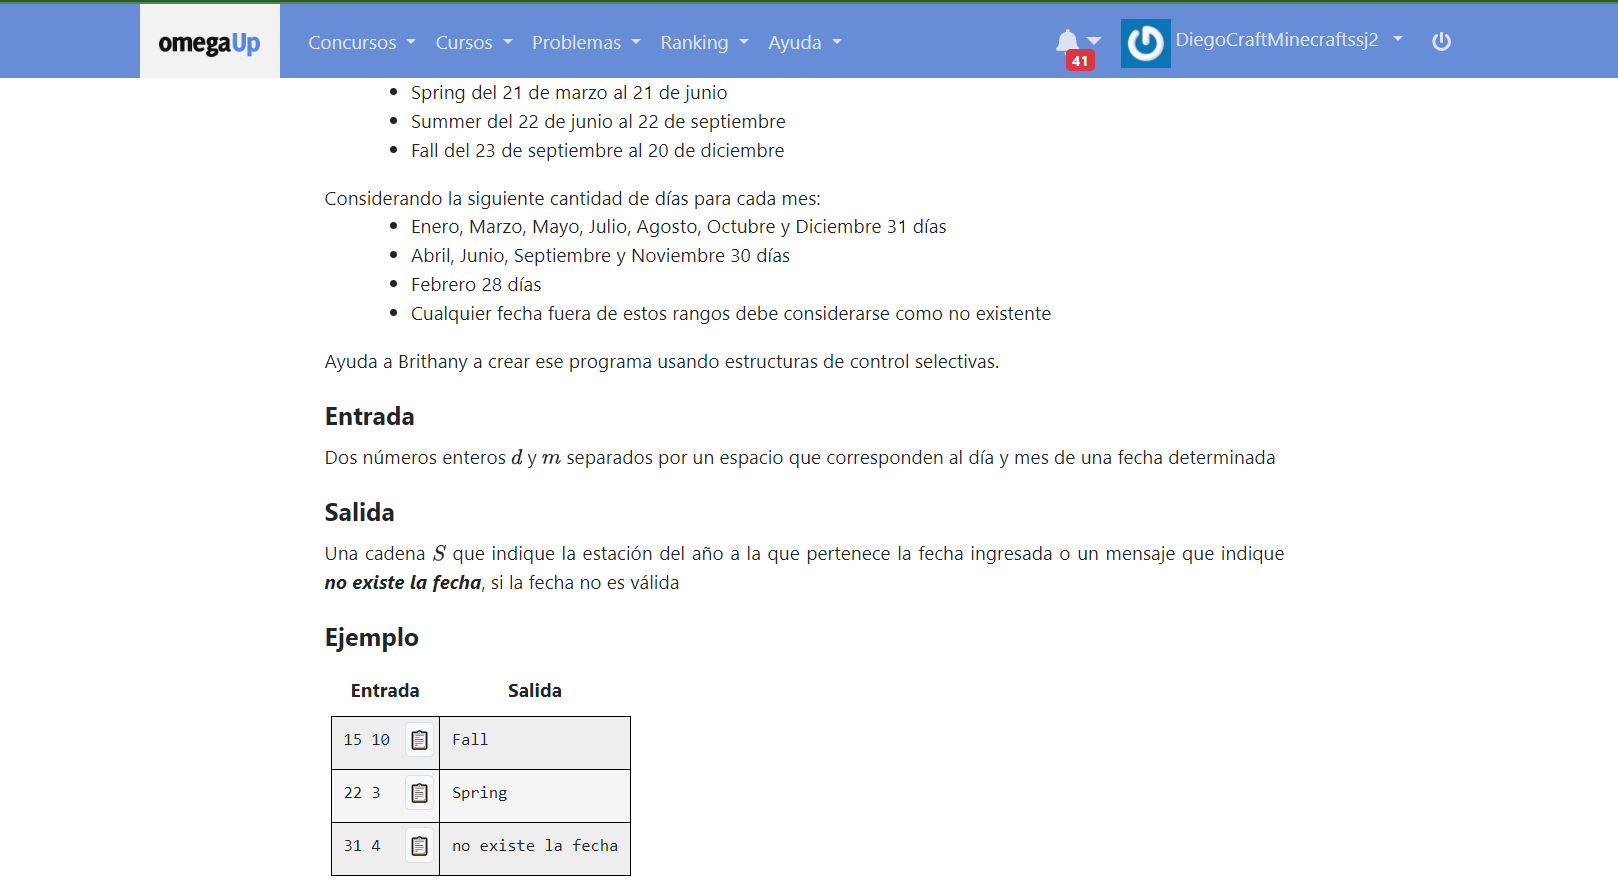 omegaUp Concursos Cursos Problemas Ranking Ayuda 41 DiegoCraftMinecraftssj2
Spring del 21 de marzo al 21 de junio
Summer del 22 de junio al 22 de septiembre
Fall del 23 de septiembre al 20 de diciembre
Considerando la siguiente cantidad de días para cada mes:
Enero, Marzo, Mayo, Julio, Agosto, Octubre y Diciembre 31 días
Abril, Junio, Septiembre y Noviembre 30 días
Febrero 28 días
Cualquier fecha fuera de estos rangos debe considerarse como no existente
Ayuda a Brithany a crear ese programa usando estructuras de control selectivas.
Entrada
Dos números enteros d y m separados por un espacio que corresponden al día y mes de una fecha determinada
Salida
Una cadena S que indique la estación del año a la que pertenece la fecha ingresada o un mensaje que indique
no existe la fecha, si la fecha no es válida
Ejemplo
Entrada Salida
15 10 Fall
22 3 Spring
31 4 no existe la fecha